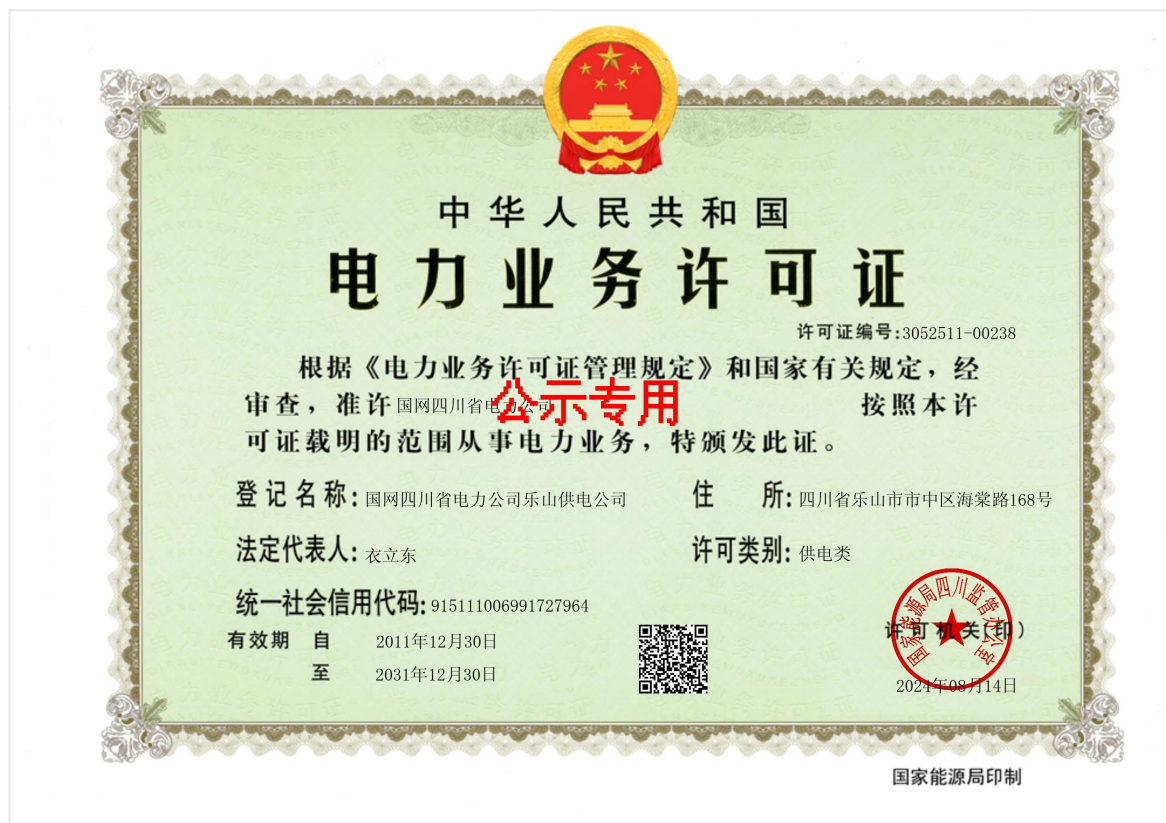 中华人民共和国
电力业务许可证
许可证编号:3052511-00238
根据《电力业务许可证管理规定》和国家有关规定，经
审查，准许 国网四川省电力公司 按照本许
公示专用
可证载明的范围从事电力业务，特颁发此证。
登记名称: 国网四川省电力公司乐山供电公司 住 所: 四川省乐山市市中区海棠路168号
法定代表人: 衣立东 许可类别: 供电类
统一社会信用代码: 915111006991727964
国家能源局四川监管办公室
有效期 自 2011年12月30日 许可机关(印)
至 2031年12月30日 2024年08月14日
国家能源局印制